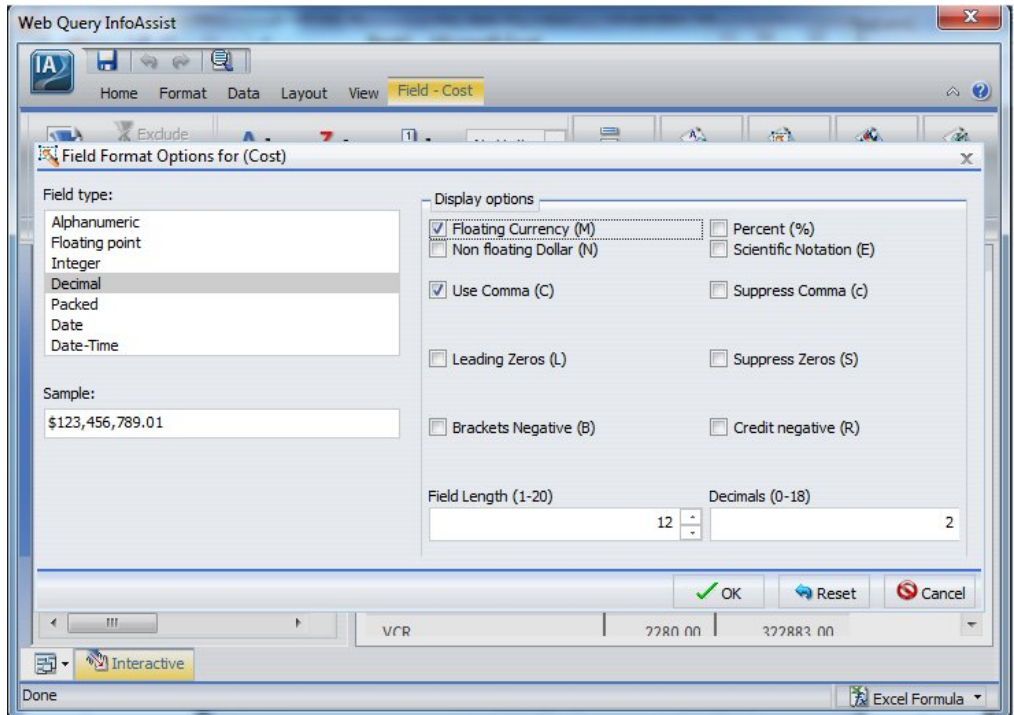 Web Query InfoAssist
IA
Home Format Data Layout View Field - Cost
Exclude
Field Format Options for (Cost)
Field type:
Alphanumeric
Floating point
Integer
Decimal
Packed
Date
Date-Time
Sample:
$123,456,789.01
Display options
Floating Currency (M) Percent (%)
Non floating Dollar (N) Scientific Notation (E)
Use Comma (C) Suppress Comma (c)
Leading Zeros (L) Suppress Zeros (S)
Brackets Negative (B) Credit negative (R)
Field Length (1-20) Decimals (0-18)
12 2
OK Reset Cancel
VCR 2280.00 322883.00
Interactive
Done Excel Formula